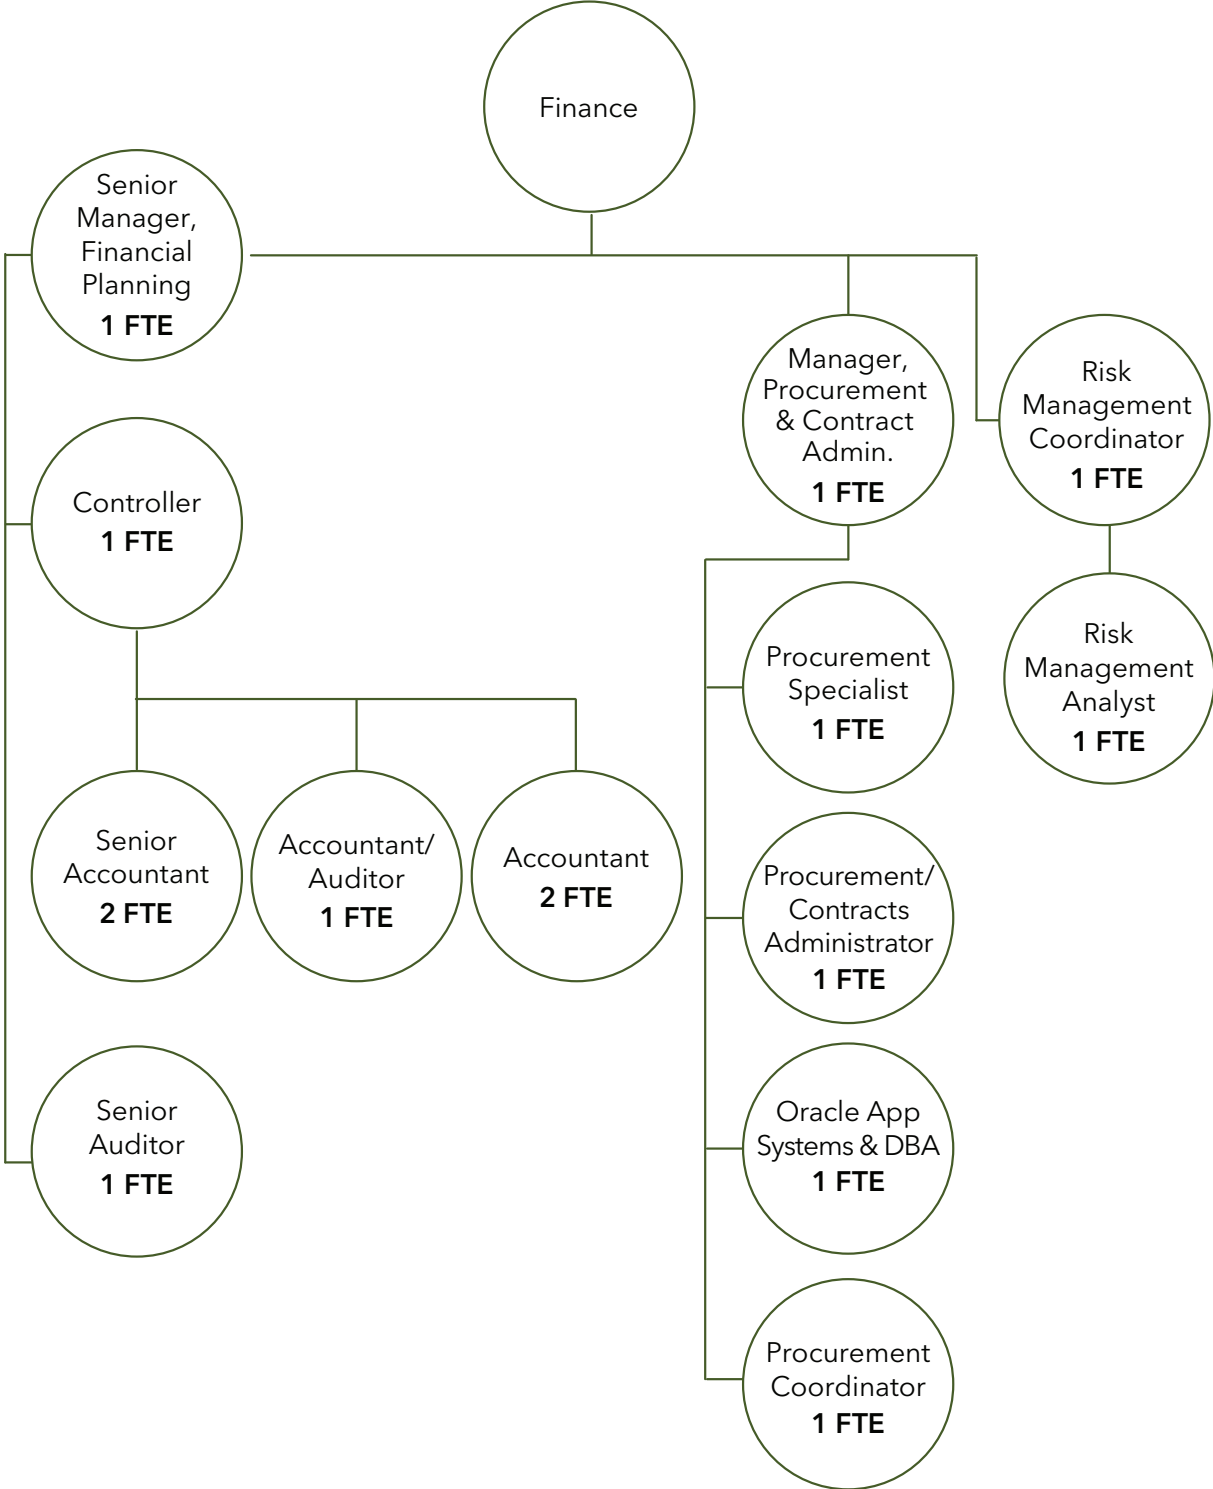 Finance
Senior
Manager,
Financial
Planning
1 FTE
Manager,
Procurement
& Contract
Admin.
1 FTE
Risk
Management
Coordinator
1 FTE
Controller
1 FTE
Procurement
Specialist
1 FTE
Risk
Management
Analyst
1 FTE
Senior
Accountant
2 FTE
Accountant/
Auditor
1 FTE
Accountant
2 FTE
Procurement/
Contracts
Administrator
1 FTE
Senior
Auditor
1 FTE
Oracle App
Systems & DBA
1 FTE
Procurement
Coordinator
1 FTE